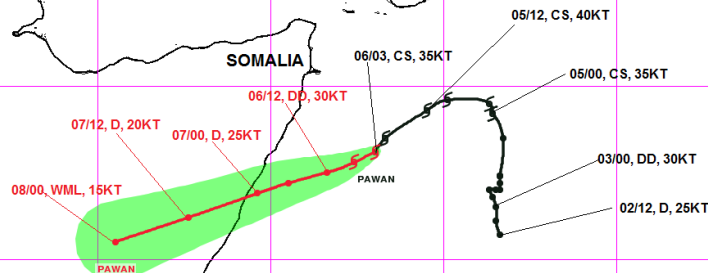 05/12, CS, 40KT
SOMALIA
06/03, CS, 35KT
05/00, CS, 35KT
06/12, DD, 30KT
07/12, D, 20KT
07/00, D, 25KT
03/00, DD, 30KT
PAWAN
08/00, WML, 15KT
02/12, D, 25KT
PAWAN